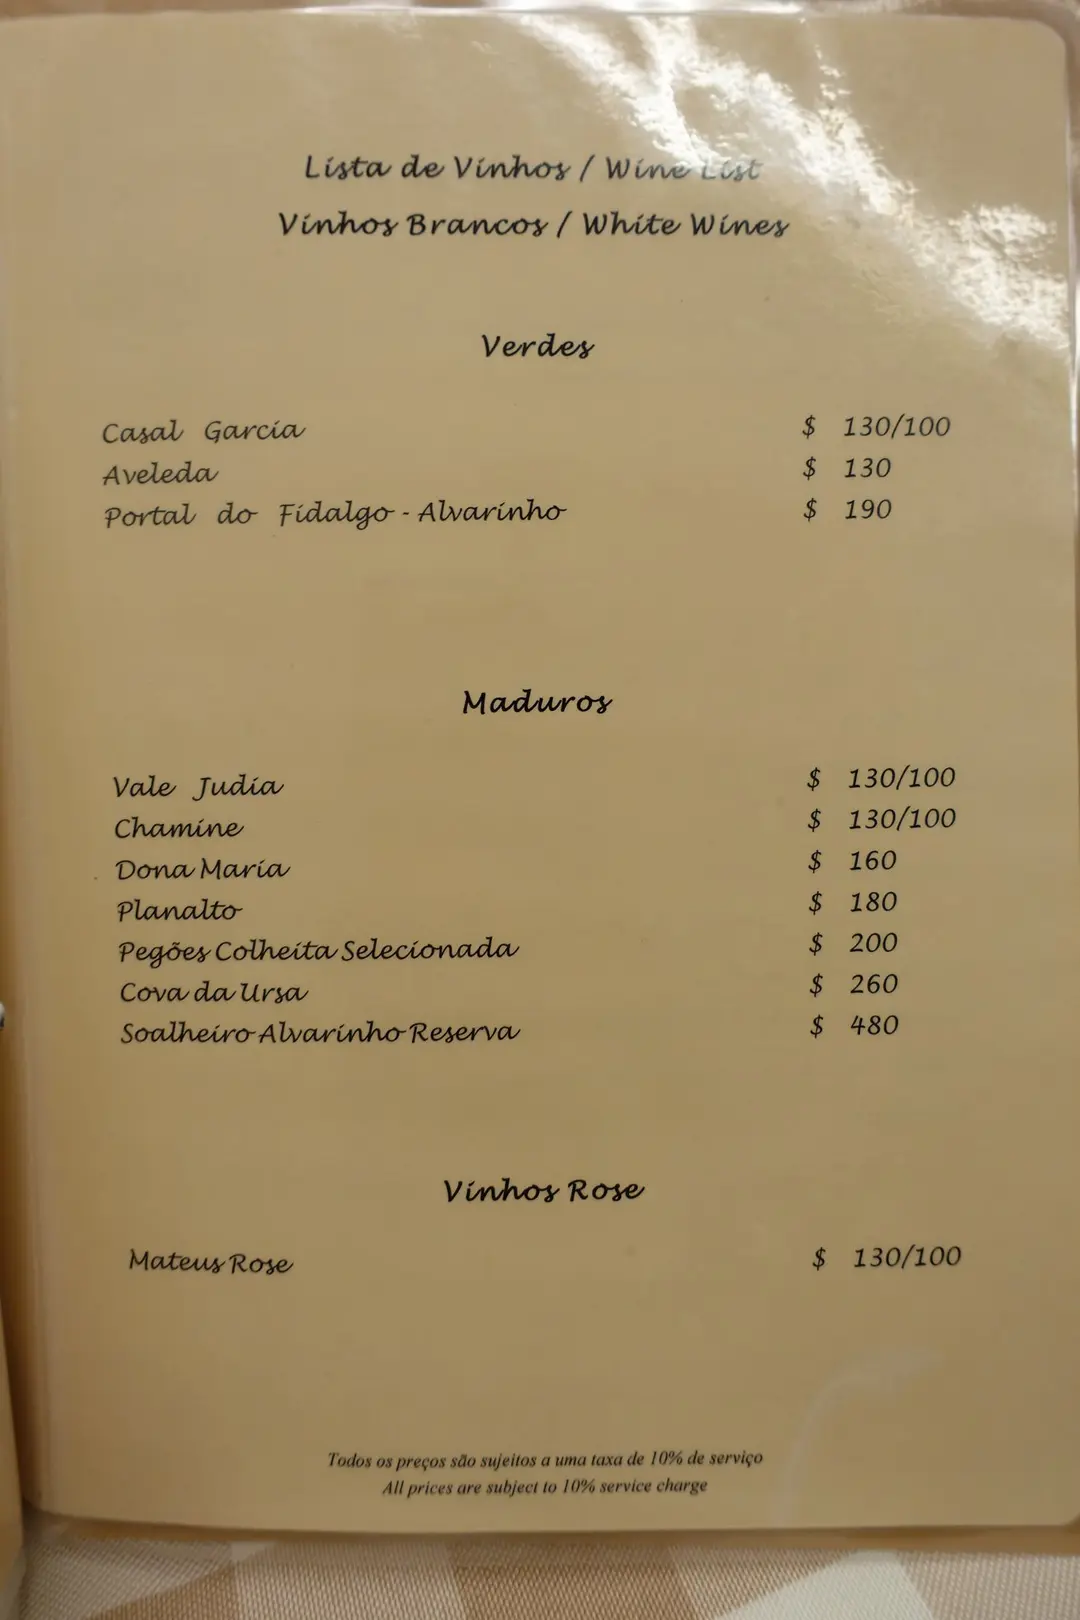 Lista de Vinhos / Wine List
Vinhos Brancos / White Wines
Verdes
Casal Garcia $ 130/100
Aveleda $ 130
Portal do Fidalgo - Alvarinho $ 190
Maduros
Vale Judia $ 130/100
Chamine $ 130/100
Dona Maria $ 160
Planalto $ 180
Pegões Colheita Selecionada $ 200
Cova da Ursa $ 260
Soalheiro Alvarinho Reserva $ 480
Vinhos Rose
Mateus Rose $ 130/100
Todos os preços são sujeitos a uma taxa de 10% de serviço
All prices are subject to 10% service charge